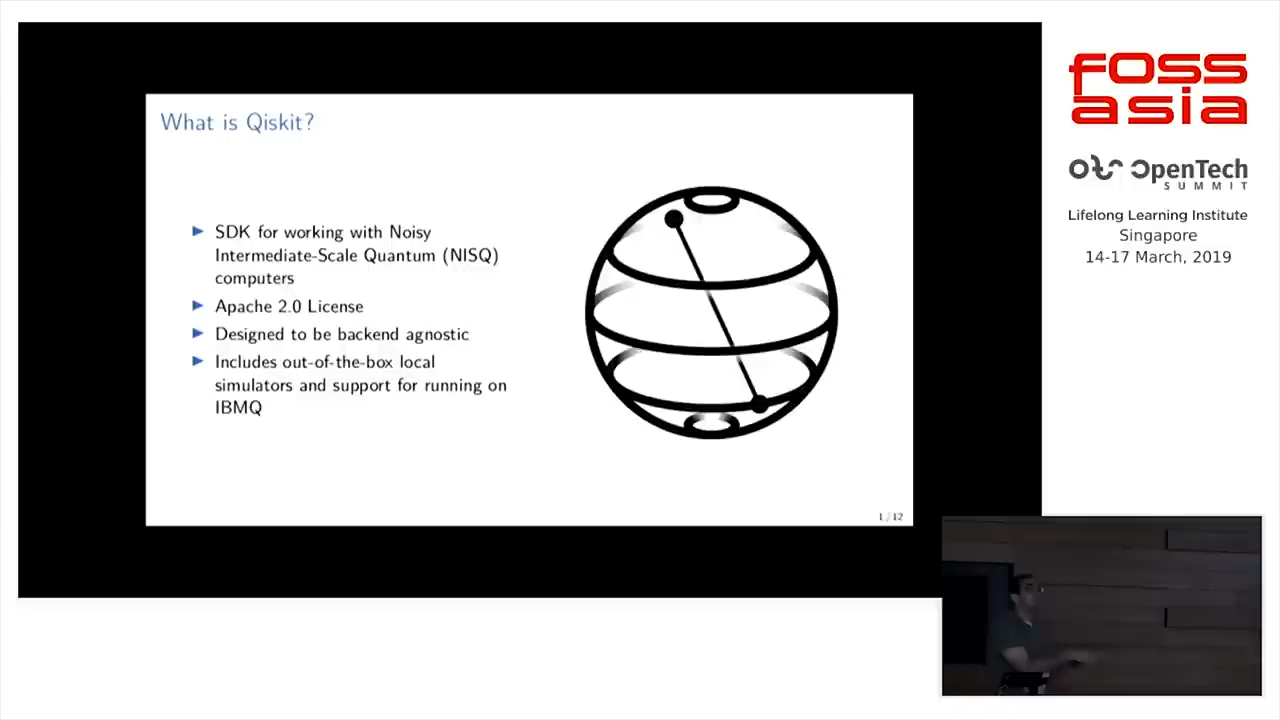 What is Qiskit?
SDK for working with Noisy
Intermediate-Scale Quantum (NISQ)
computers
Apache 2.0 License
Designed to be backend agnostic
Includes out-of-the-box local
simulators and support for running on
IBMQ
1 / 12
FOSS
asia
OpenTech
SUMMIT
Lifelong Learning Institute
Singapore
14-17 March, 2019